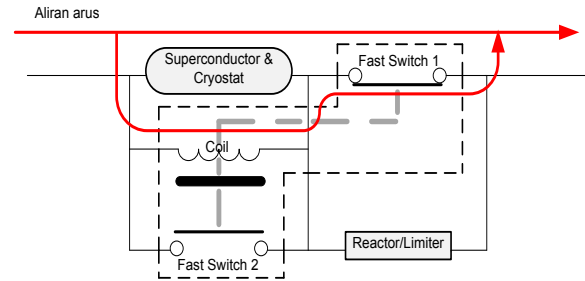 Aliran arus
Superconductor &
Cryostat
Fast Switch 1
Coil
Reactor/Limiter
Fast Switch 2